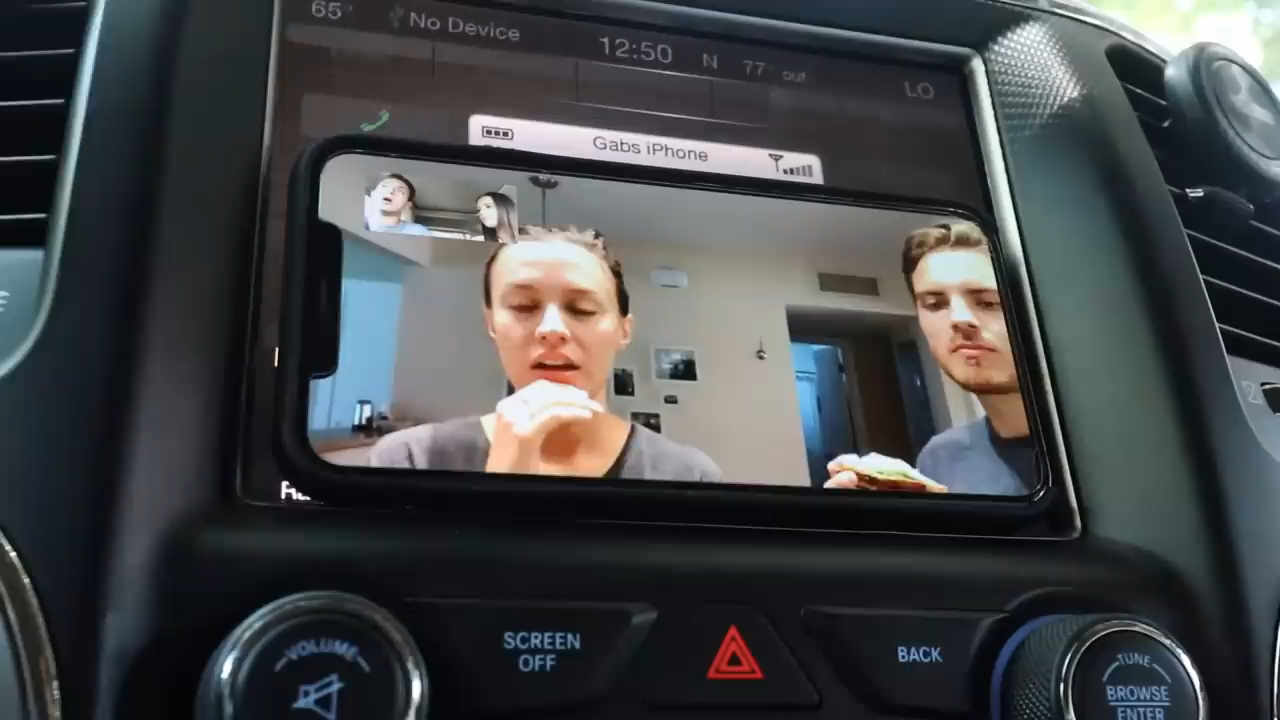 65°
No Device
12:50
N
77° out
LO
Gabs iPhone
VOLUME
SCREEN
OFF
BACK
TUNE
BROWSE
ENTER